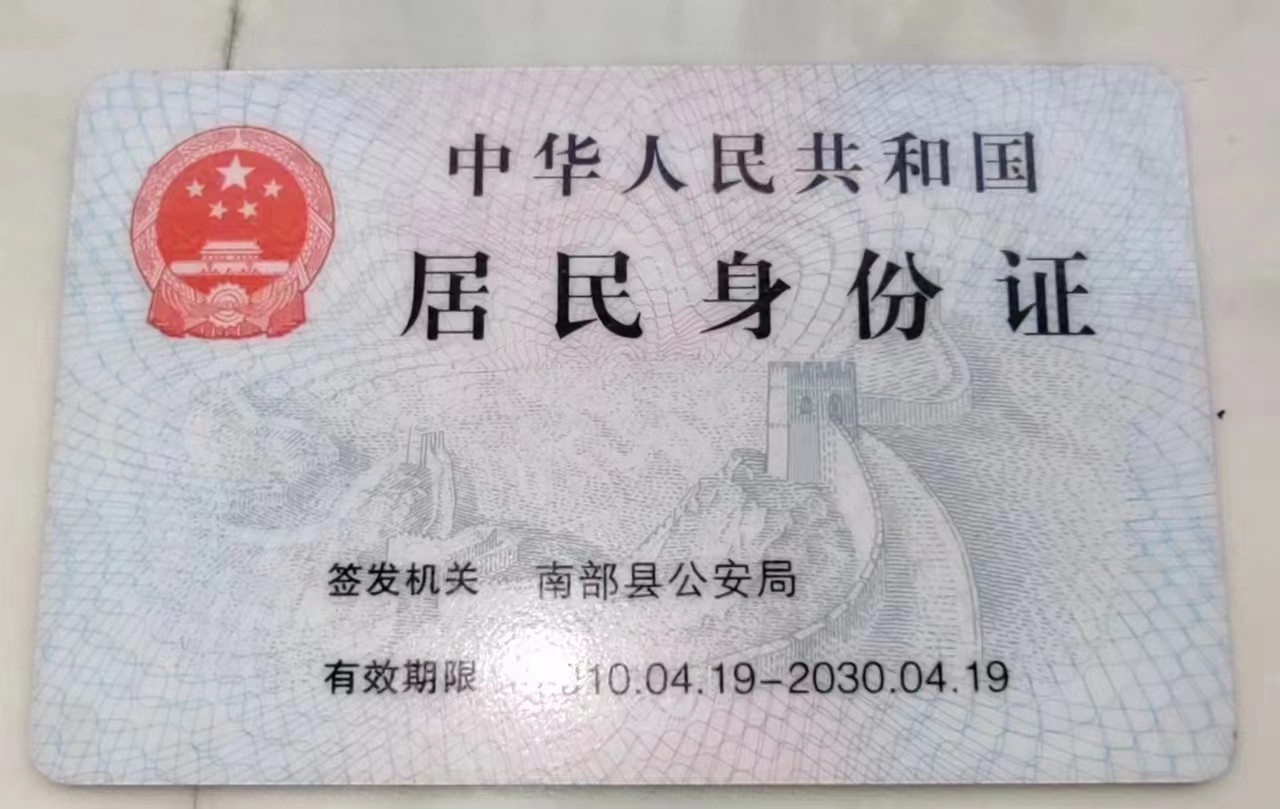 中华人民共和国
居民身份证
签发机关 南部县公安局
有效期限 10.04.19-2030.04.19